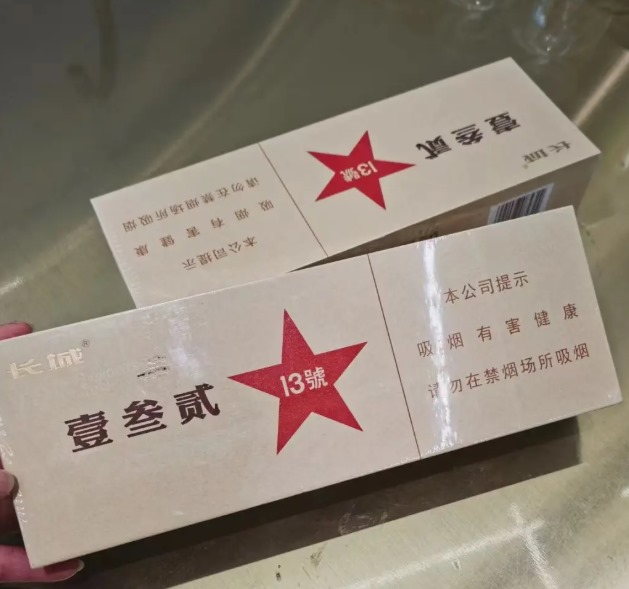 长城®
壹叁贰
13號
本公司提示
吸烟有害健康
请勿在禁烟场所吸烟
长城®
壹叁贰
13號
本公司提示
吸烟有害健康
请勿在禁烟场所吸烟